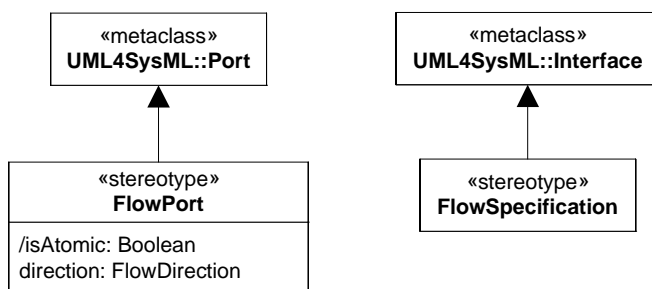 «metaclass»
UML4SysML::Port
«stereotype»
FlowPort
/isAtomic: Boolean
direction: FlowDirection
«metaclass»
UML4SysML::Interface
«stereotype»
FlowSpecification